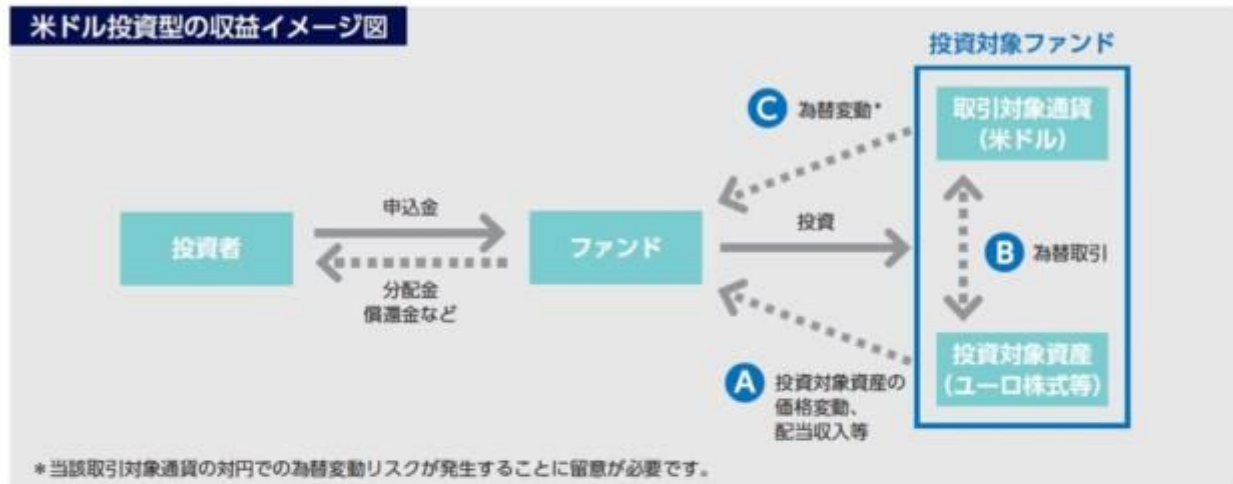 米ドル投資型の収益イメージ図
投資対象ファンド
C 為替変動*
取引対象通貨
(米ドル)
申込金
投資者
ファンド
投資
B 為替取引
分配金
償還金など
A 投資対象資産の
価格変動、
配当収入等
投資対象資産
(ユーロ株式等)
*当該取引対象通貨の対円での為替変動リスクが発生することに留意が必要です。